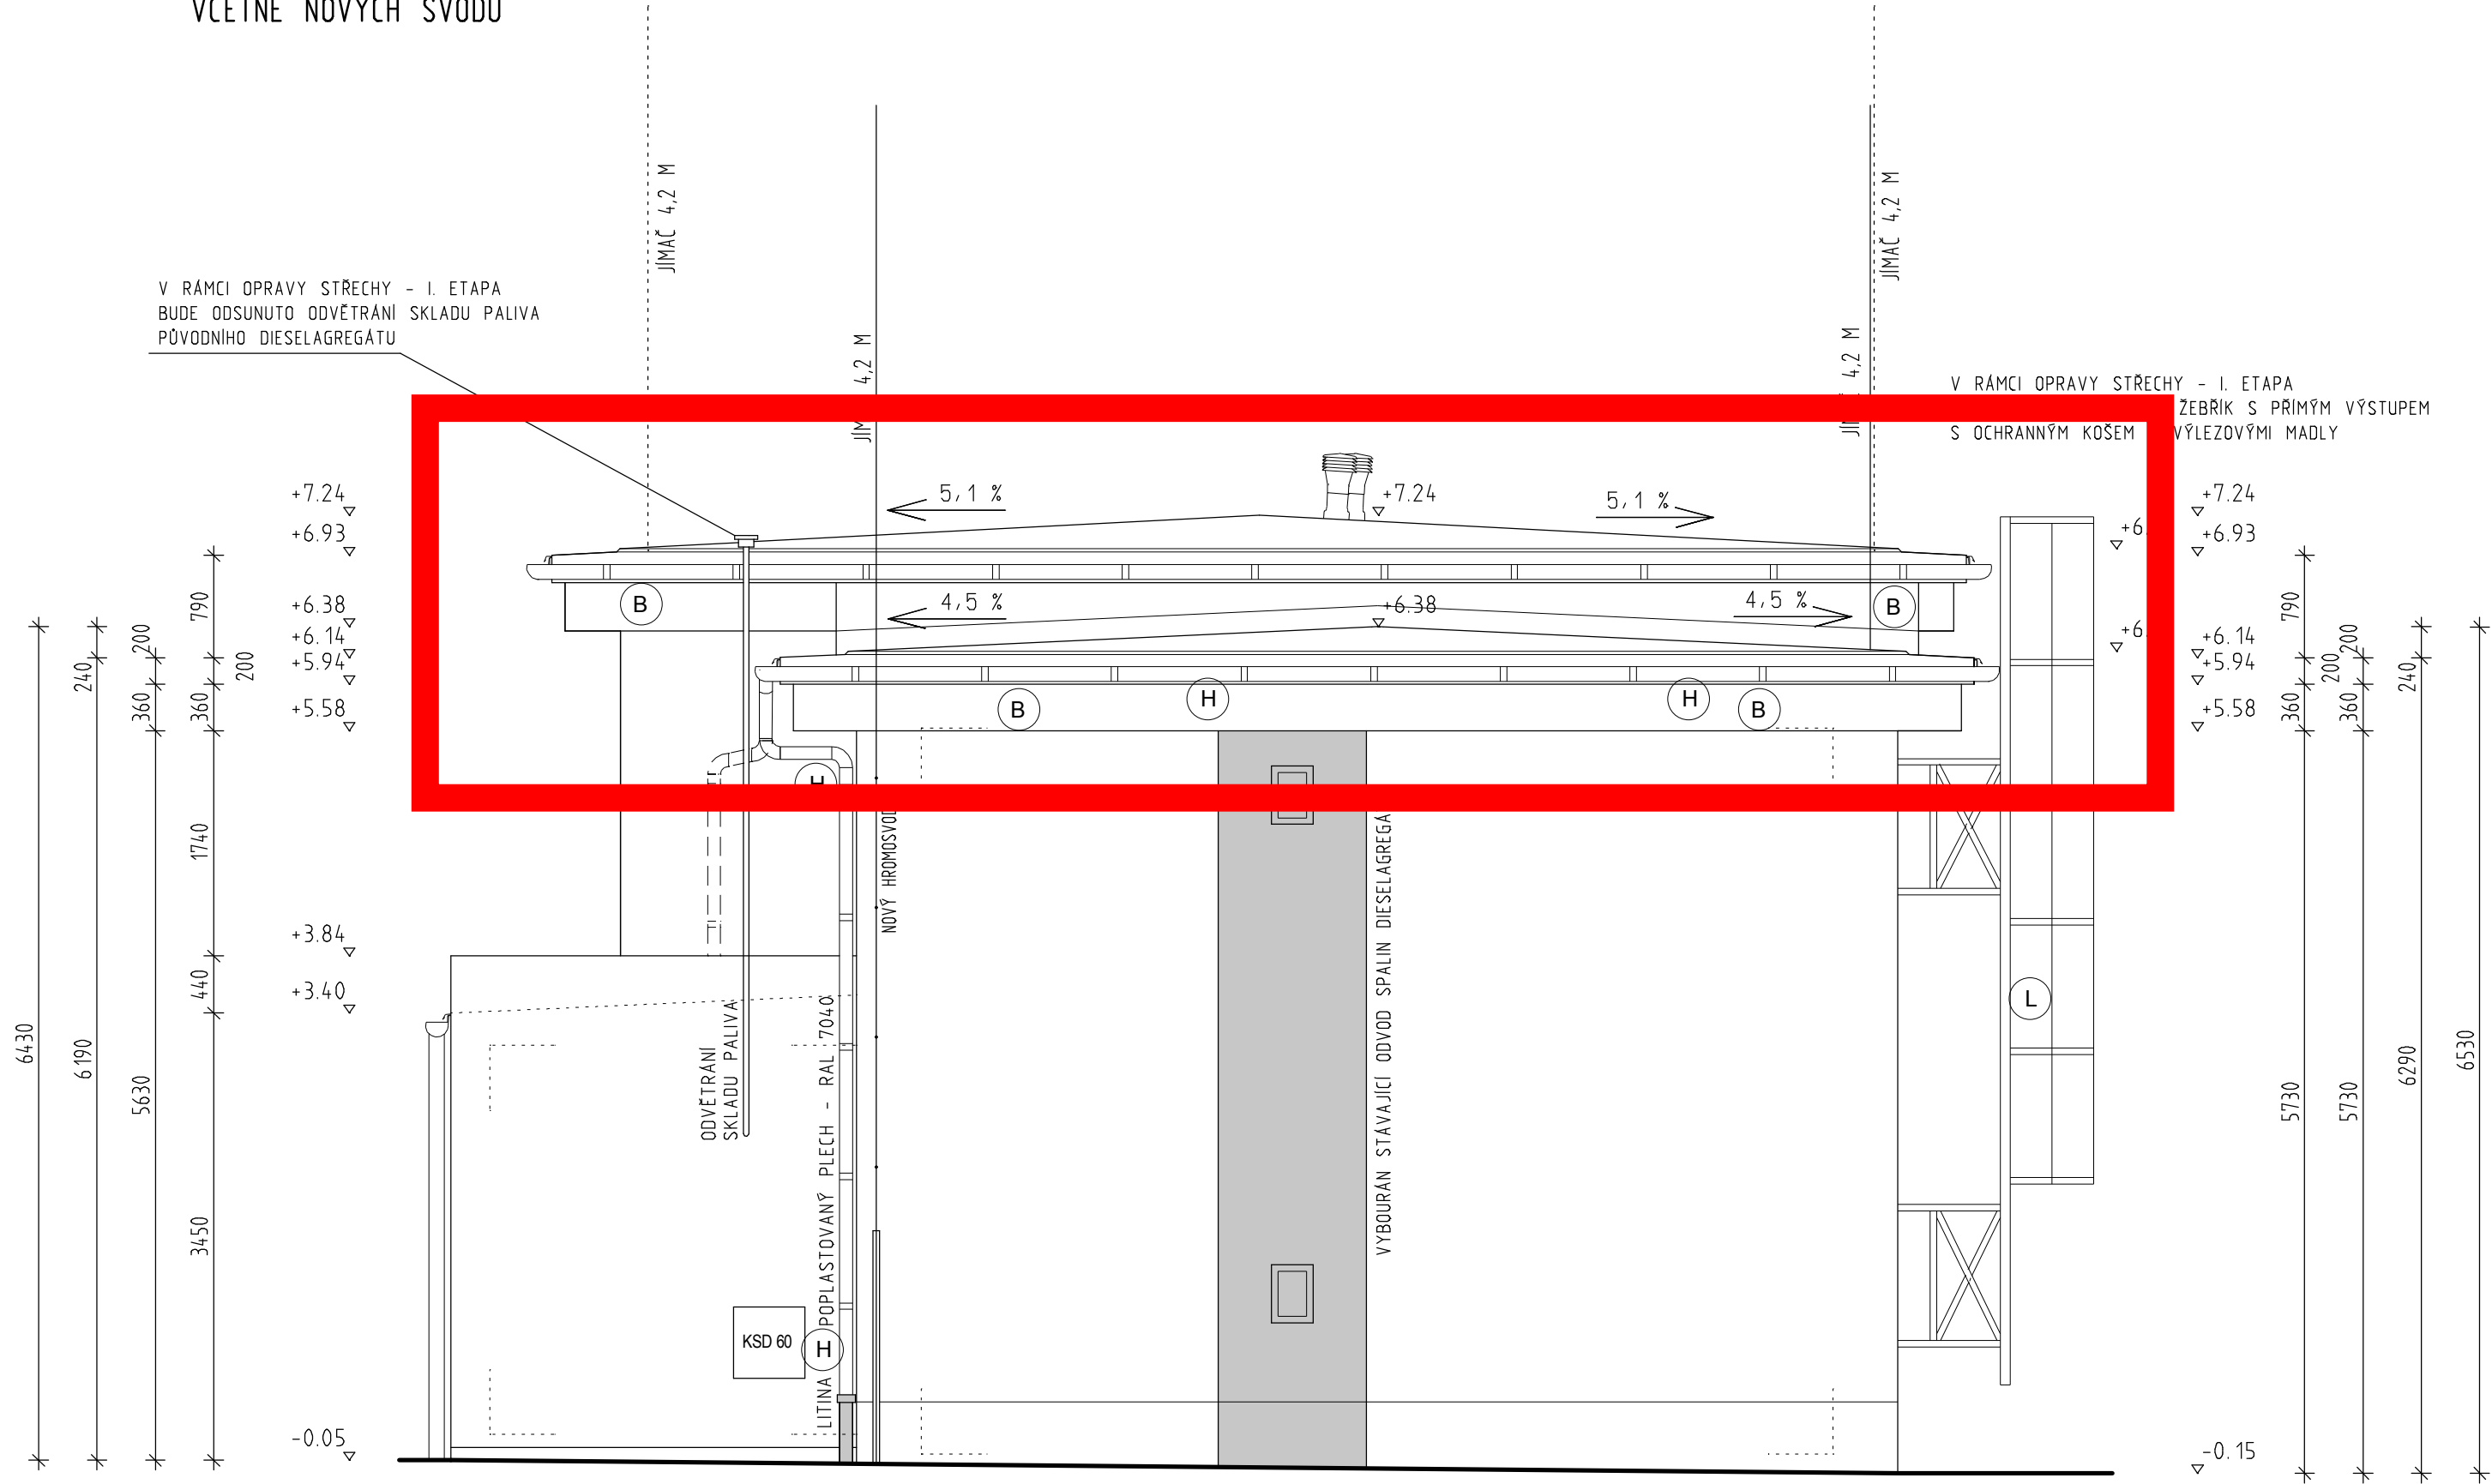 VČETNĚ NOVÝCH SVODŮ
JÍMAČ 4,2 M
JÍMAČ 4,2 M
V RÁMCI OPRAVY STŘECHY - I. ETAPA
BUDE ODSUNUTO ODVĚTRÁNÍ SKLADU PALIVA
PŮVODNÍHO DIESELAGREGÁTU
4,2 M
4,2 M
V RÁMCI OPRAVY STŘECHY - I. ETAPA
ŽEBŘÍK S PŘÍMÝM VÝSTUPEM
S OCHRANNÝM KOŠEM VÝLEZOVÝMI MADLY
+7.24
+6.93
+6.38
+6.14
+5.94
+5.58
+3.84
+3.40
-0.05
5,1 %
+7.24
5,1 %
4,5 %
+6.38
4,5 %
B
B
B
H
H
B
H
+7.24
+6.93
+6.14
+5.94
+5.58
-0.15
6430
240
6190
200
360
5630
790
200
360
1740
440
3450
NOVÝ HROMOSVOD
ODVĚTRÁNÍ
SKLADU PALIVA
LITINA
POPLASTOVANÝ PLECH - RAL 7040
KSD 60
H
VYBOURÁN STÁVAJÍCÍ ODVOD SPALIN
L
790
200
360
5730
200
360
5730
240
6290
6530